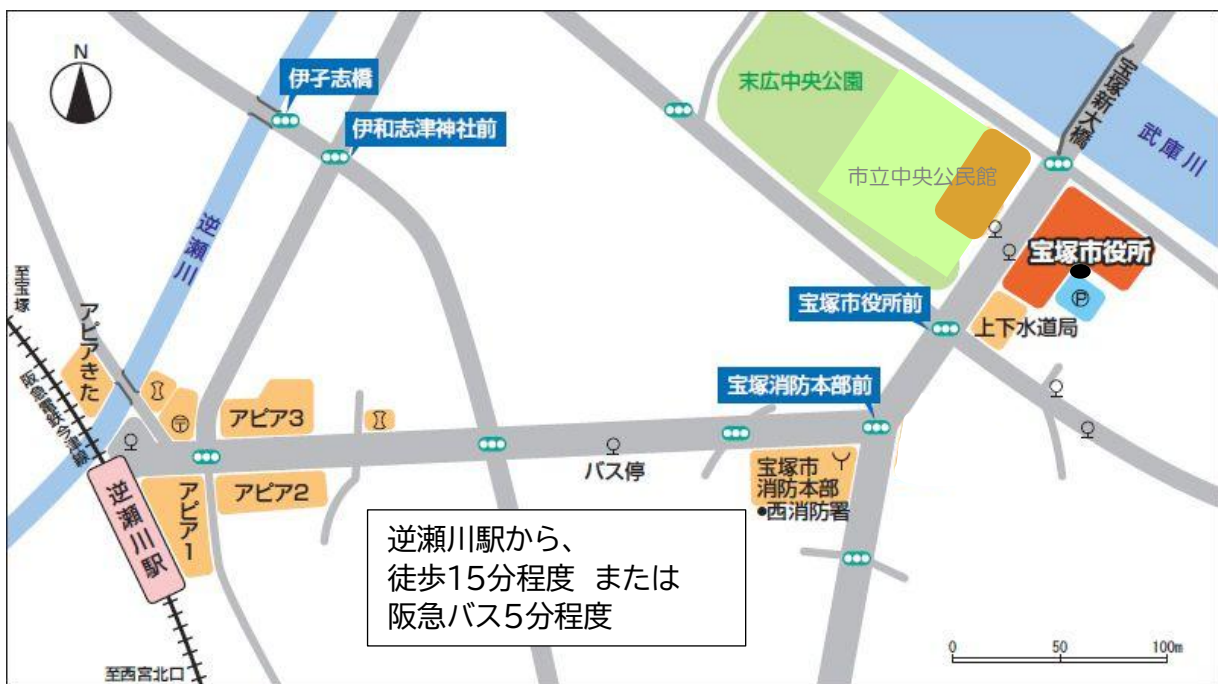 N
伊子志橋
伊和志津神社前
末広中央公園
宝塚新大橋
武庫川
市立中央公民館
逆瀬川
宝塚市役所
P
至宝塚
アピアきた
宝塚市役所前
上下水道局
阪急電鉄今津線
宝塚消防本部前
アピア3
〒
バス停
宝塚市
消防本部
●西消防署
アピア2
アピア1
逆瀬川駅
逆瀬川駅から、
徒歩15分程度 または
阪急バス5分程度
0 50 100m
至西宮北口